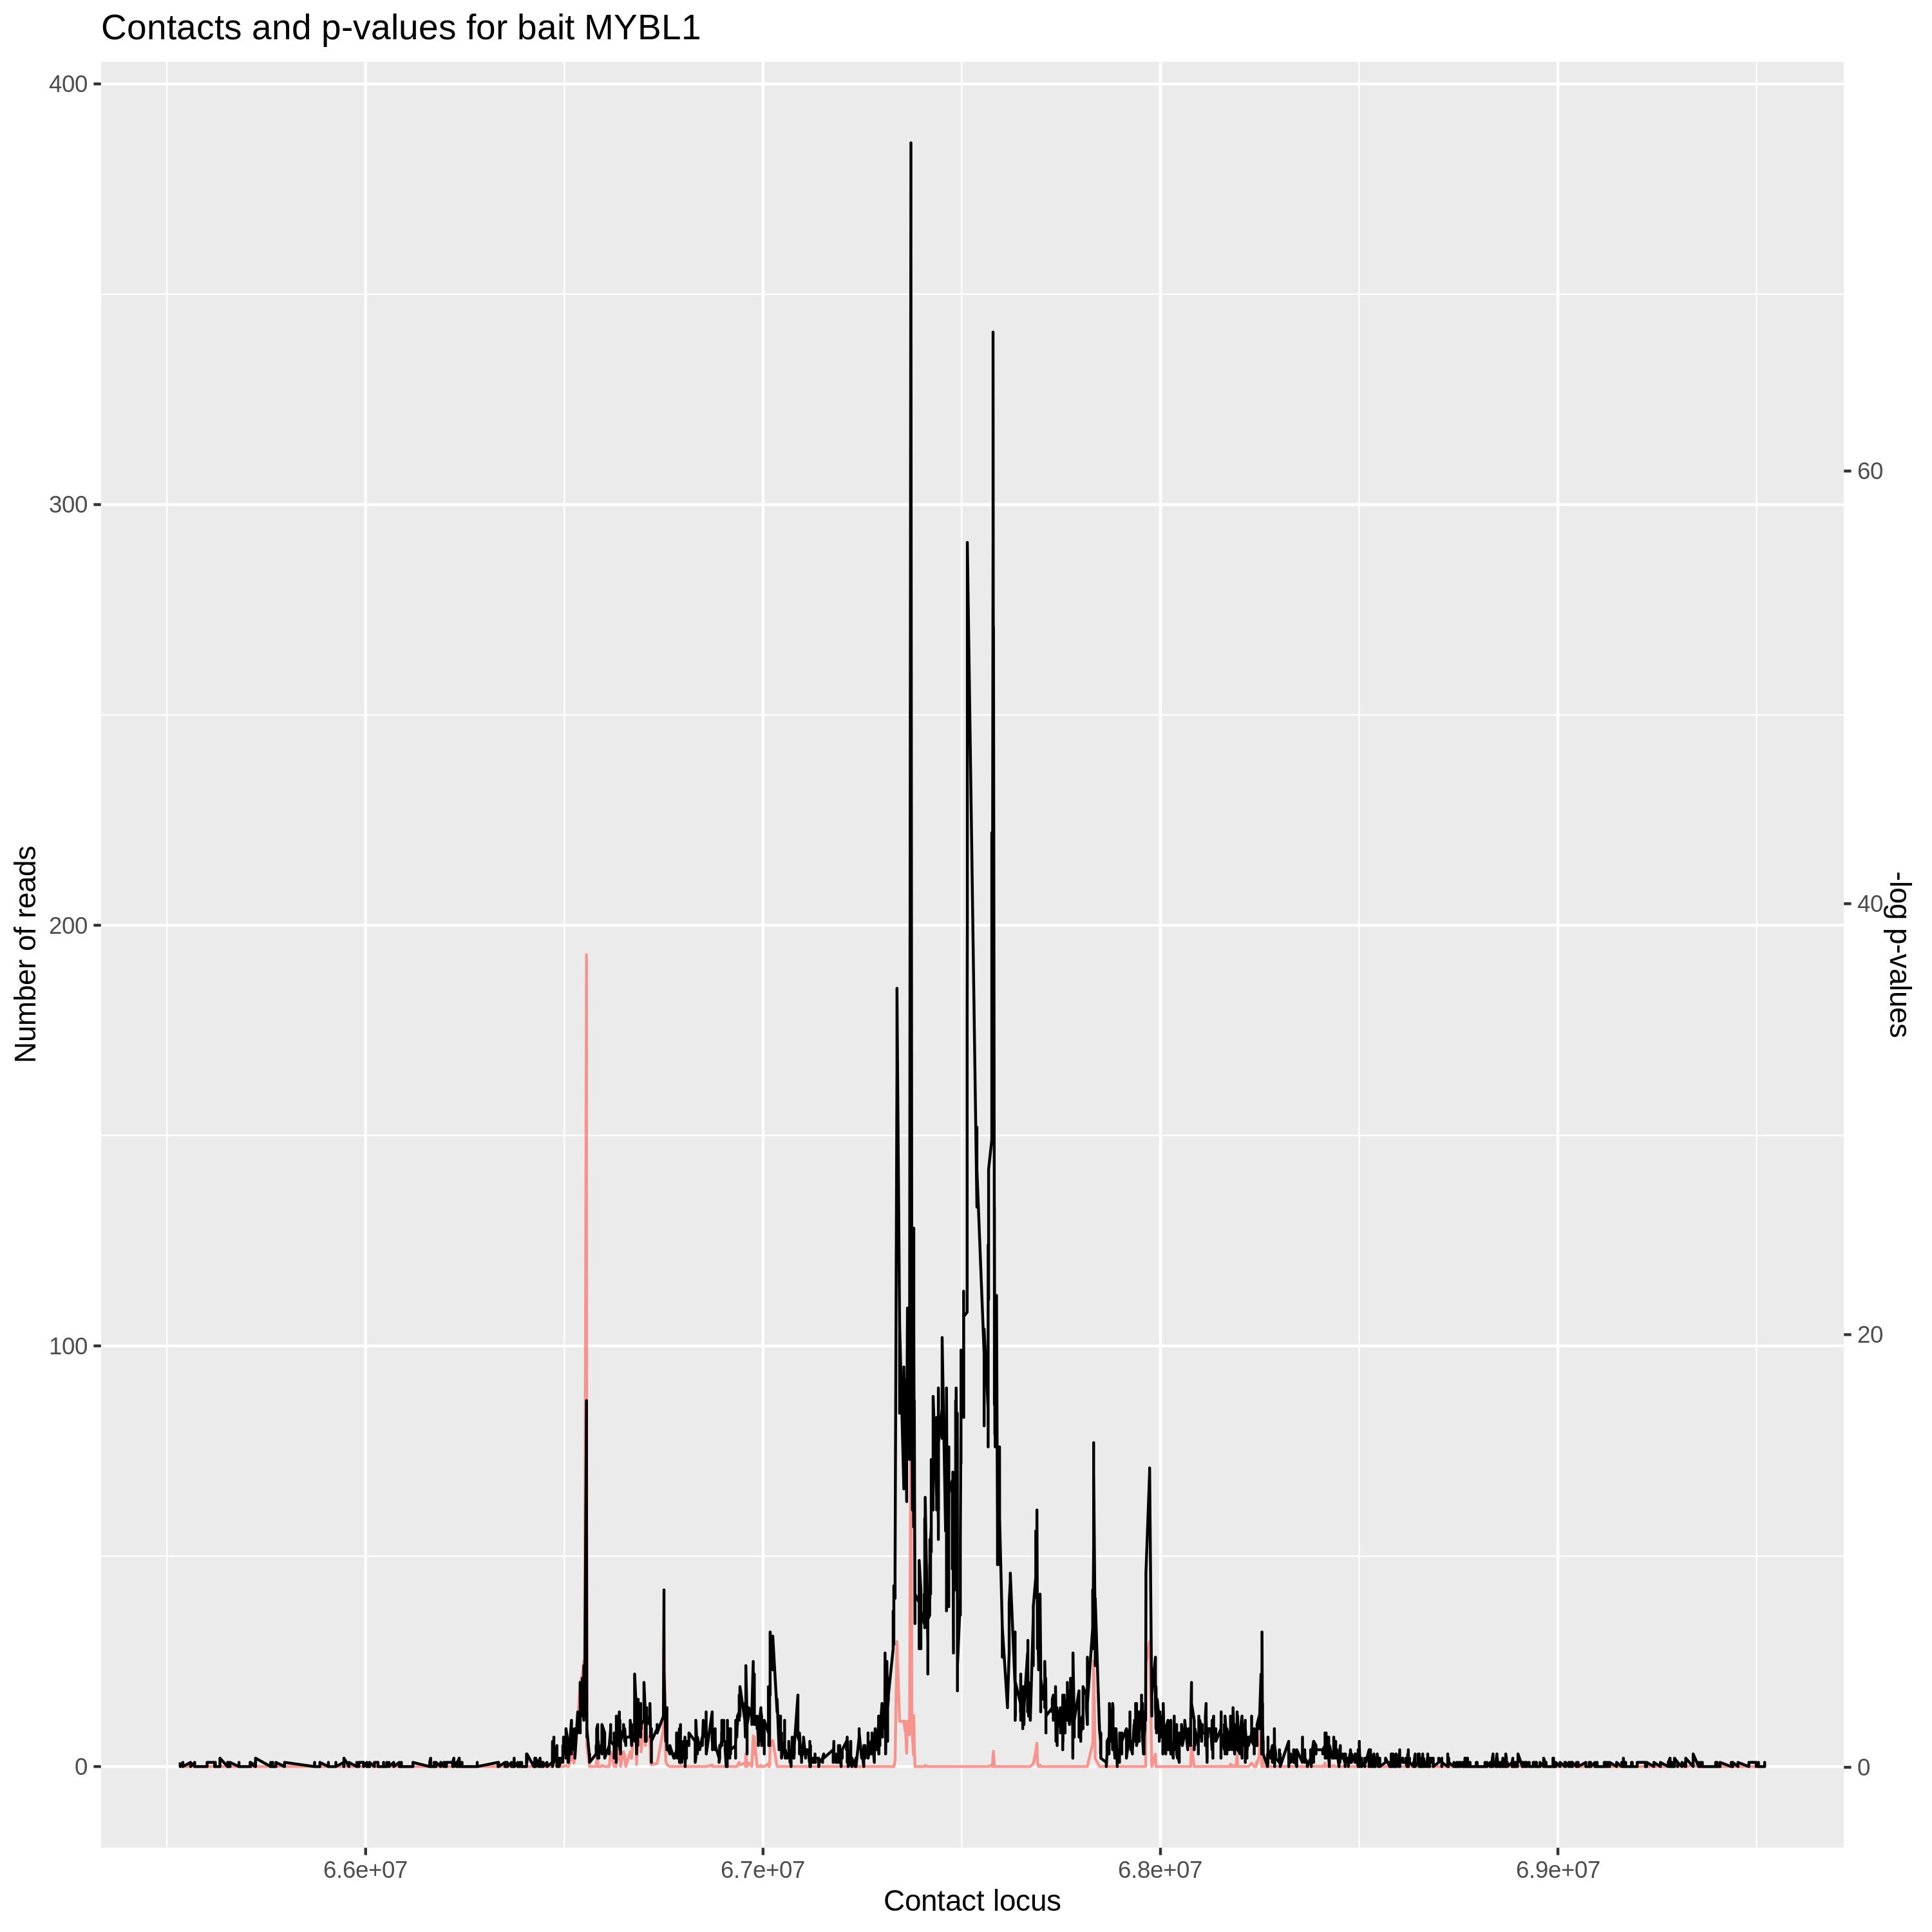 Contacts and p-values for bait MYBL1
400
300
200
100
0
Number of reads
60
40
20
0
-log p-values
6.6e+07
6.7e+07
6.8e+07
6.9e+07
Contact locus